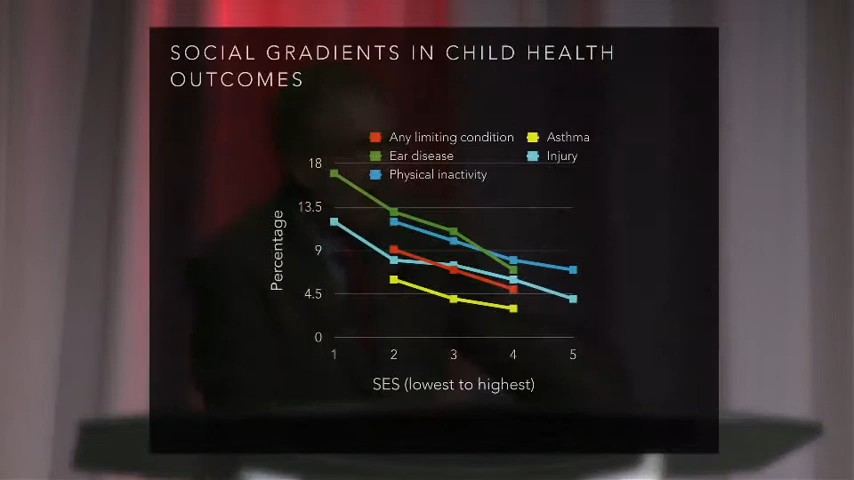 SOCIAL GRADIENTS IN CHILD HEALTH
OUTCOMES
Any limiting condition
Asthma
Ear disease
Injury
Physical inactivity
18
13.5
9
4.5
0
Percentage
1 2 3 4 5
SES (lowest to highest)